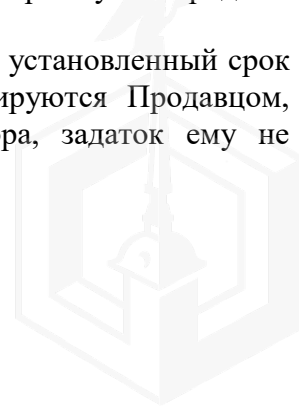 установленный срок
ируются Продавцом,
ра, задаток ему не